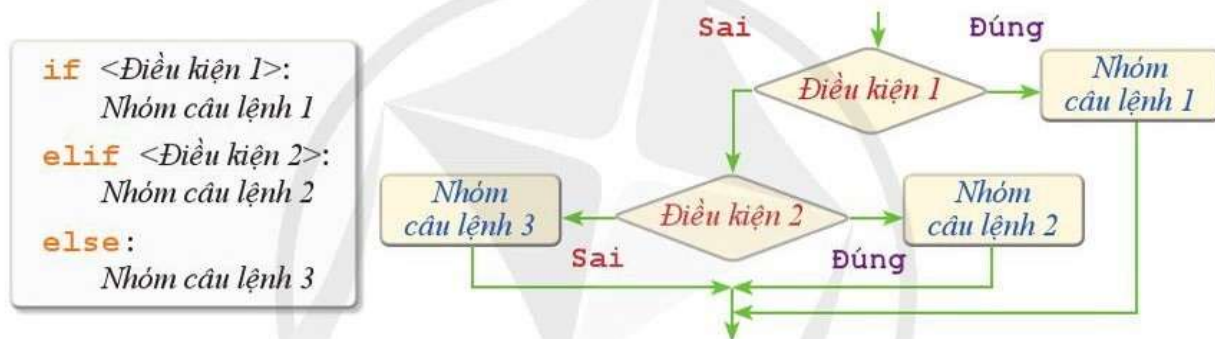 if <Điều kiện 1>:
Nhóm câu lệnh 1
elif <Điều kiện 2>:
Nhóm câu lệnh 2
else:
Nhóm câu lệnh 3
Sai
Đúng
Điều kiện 1
Nhóm
câu lệnh 1
Nhóm
câu lệnh 3
Điều kiện 2
Nhóm
câu lệnh 2
Sai
Đúng